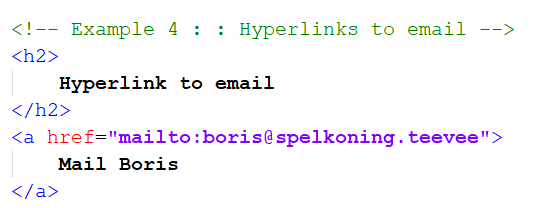 <!-- Example 4 : : Hyperlinks to email -->
<h2>
Hyperlink to email
</h2>
<a href="mailto:boris@spelkoning.teevee">
Mail Boris
</a>